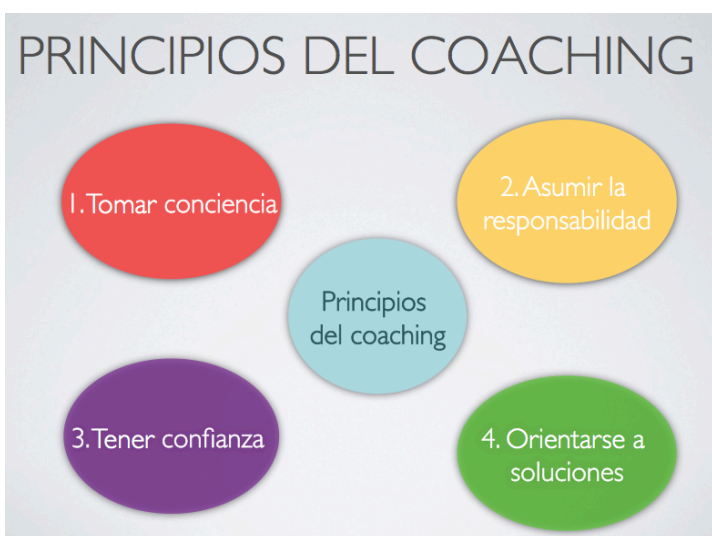 PRINCIPIOS DEL COACHING
1. Tomar conciencia
2. Asumir la
responsabilidad
Principios
del coaching
3. Tener confianza
4. Orientarse a
soluciones